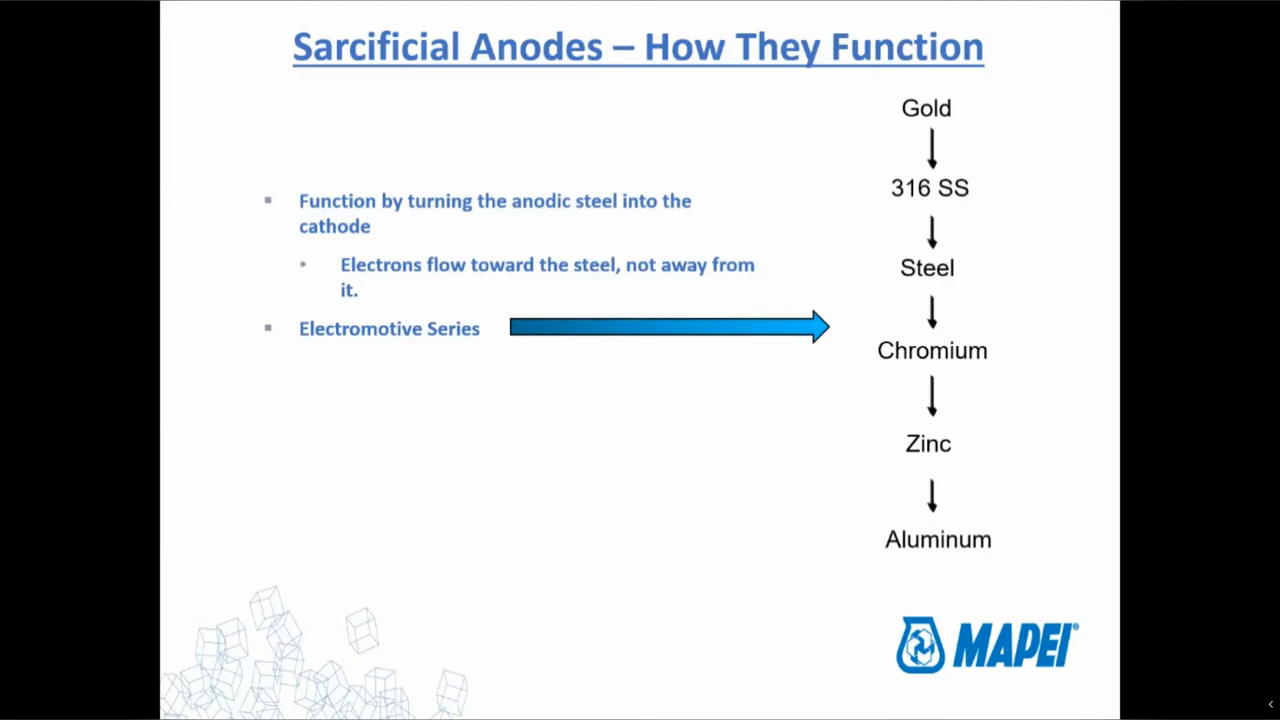 Sarcificial Anodes – How They Function
Function by turning the anodic steel into the
cathode
Electrons flow toward the steel, not away from
it.
Electromotive Series
Gold
316 SS
Steel
Chromium
Zinc
Aluminum
MAPEI®